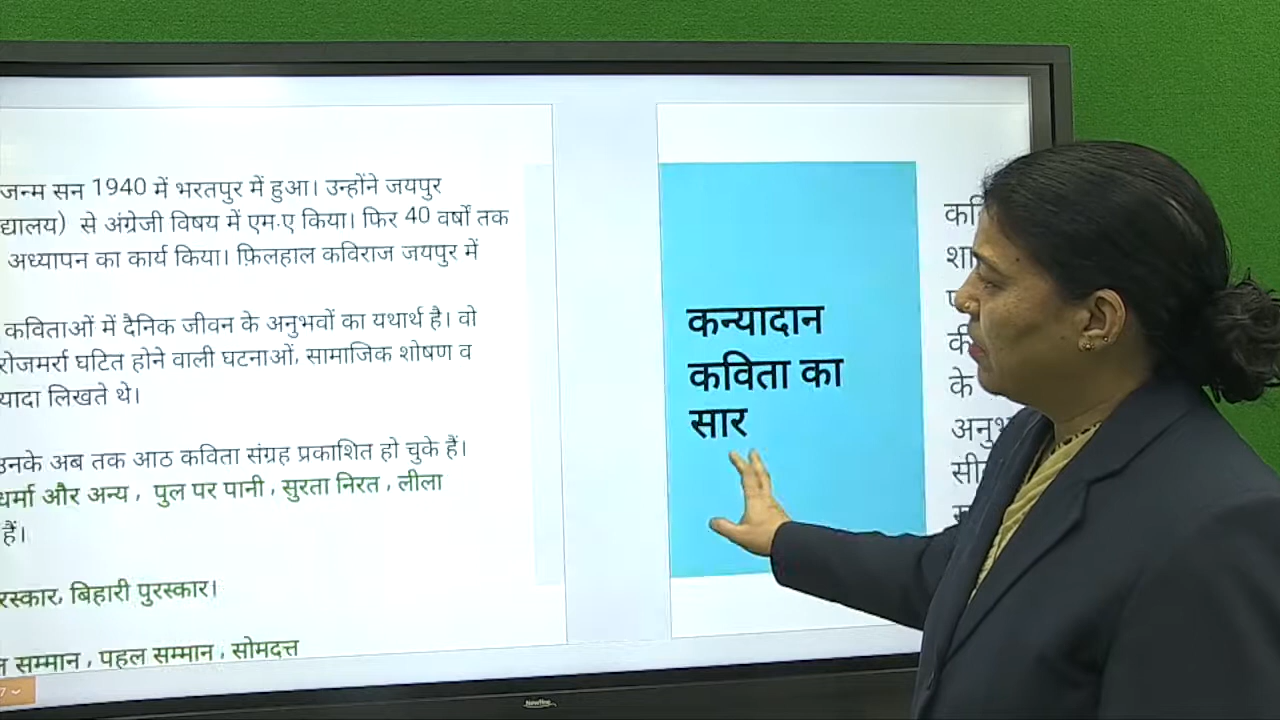 जन्म सन 1940 में भरतपुर में हुआ। उन्होंने जयपुर
द्यालय) से अंग्रेजी विषय में एम.ए किया। फिर 40 वर्षों तक
अध्यापन का कार्य किया। फ़िलहाल कविराज जयपुर में
कविताओं में दैनिक जीवन के अनुभवों का यथार्थ है। वो
रोजमर्रा घटित होने वाली घटनाओं, सामाजिक शोषण व
यादा लिखते थे।
उनके अब तक आठ कविता संग्रह प्रकाशित हो चुके हैं।
धर्मा और अन्य , पुल पर पानी , सुरता निरत , लीला
हैं।
रस्कार, बिहारी पुरस्कार।
सम्मान , पहल सम्मान , सोमदत्त
7
कन्यादान
कविता का
सार
के
Newline